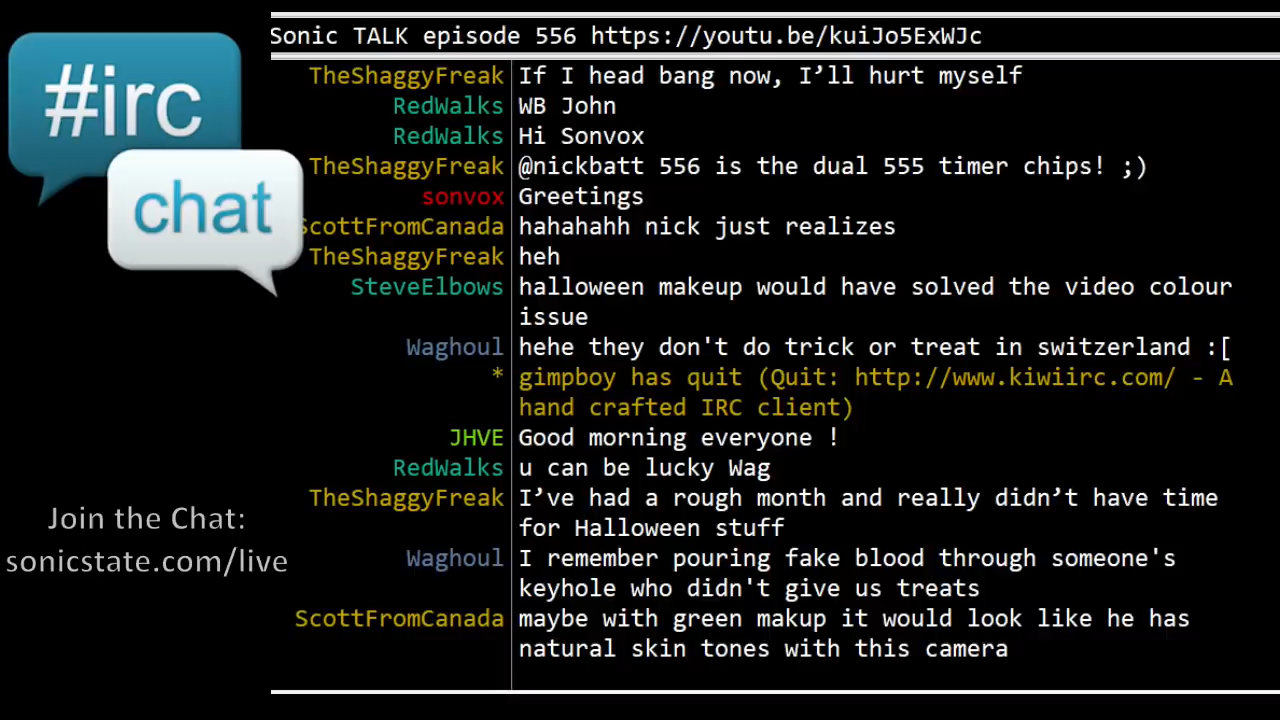 Sonic TALK episode 556 https://youtu.be/kuiJo5ExWJc
#irc
chat
TheShaggyFreak If I head bang now, I’ll hurt myself
RedWalks WB John
RedWalks Hi Sonvox
TheShaggyFreak @nickbatt 556 is the dual 555 timer chips! ;)
sonvox Greetings
ScottFromCanada hahahahh nick just realizes
TheShaggyFreak heh
SteveElbows halloween makeup would have solved the video colour
issue
Waghoul hehe they don't do trick or treat in switzerland :[
* gimpboy has quit (Quit: http://www.kiwiirc.com/ - A
hand crafted IRC client)
JHVE Good morning everyone !
RedWalks u can be lucky Wag
TheShaggyFreak I’ve had a rough month and really didn’t have time
for Halloween stuff
Waghoul I remember pouring fake blood through someone's
keyhole who didn't give us treats
ScottFromCanada maybe with green makup it would look like he has
natural skin tones with this camera
Join the Chat:
sonicstate.com/live